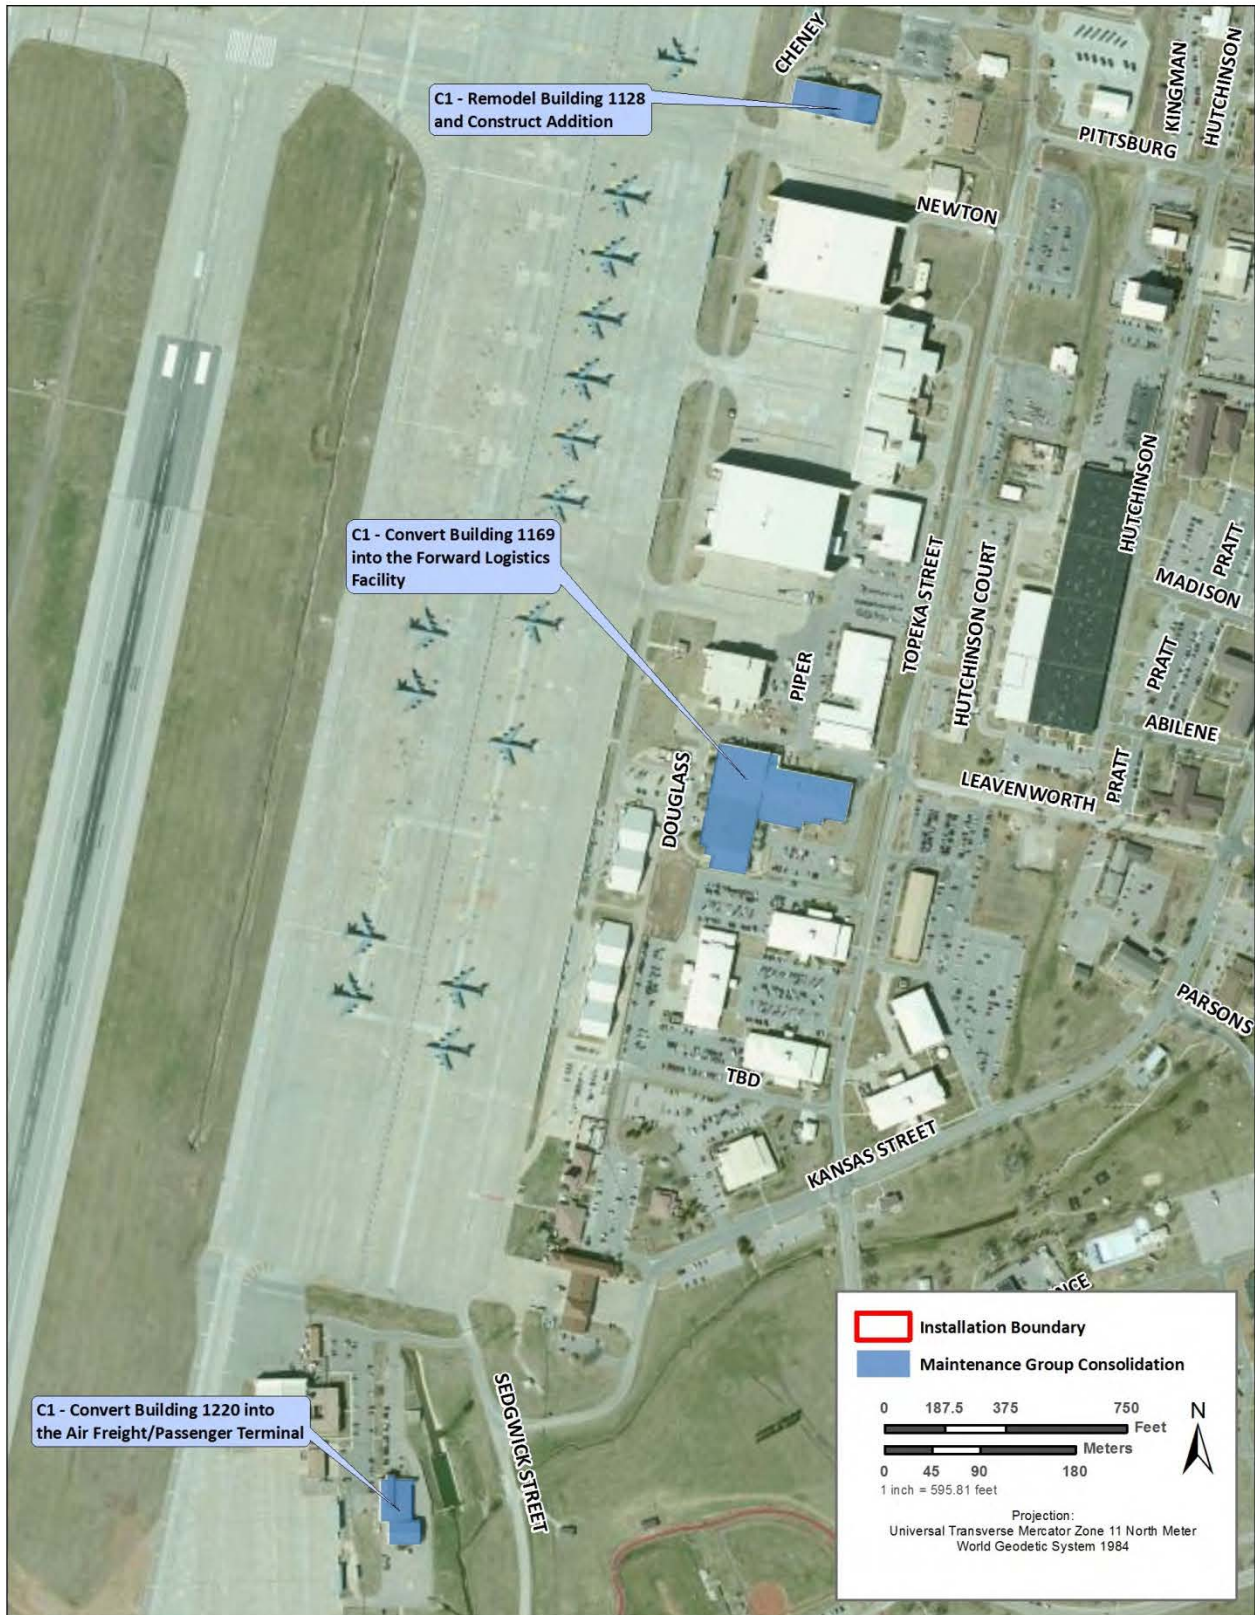 CHENEY
KINGMAN
HUTCHINSON
C1 - Remodel Building 1128
and Construct Addition
PITTSBURG
NEWTON
HUTCHINSON
C1 - Convert Building 1169
into the Forward Logistics
Facility
PRATT
MADISON
TOPEKA STREET
HUTCHINSON COURT
PIPER
PRATT
ABILENE
DOUGLASS
LEAVENWORTH
PRATT
PARSONS
TBD
KANSAS STREET
NCE
Installation Boundary
Maintenance Group Consolidation
0 187.5 375 750
Feet
Meters
0 45 90 180
N
1 inch = 595.81 feet
Projection:
Universal Transverse Mercator Zone 11 North Meter
World Geodetic System 1984
SEDGWICK STREET
C1 - Convert Building 1220 into
the Air Freight/Passenger Terminal